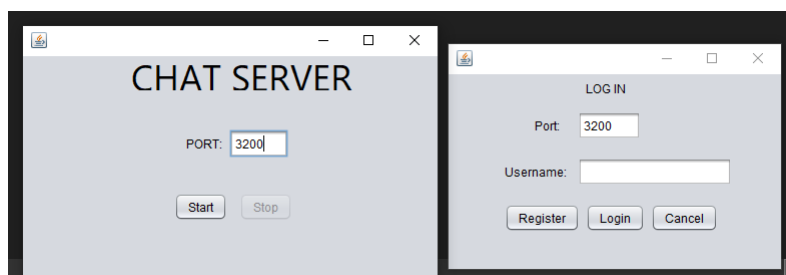 CHAT SERVER
PORT: 3200
Start Stop
LOG IN
Port: 3200
Username:
Register Login Cancel